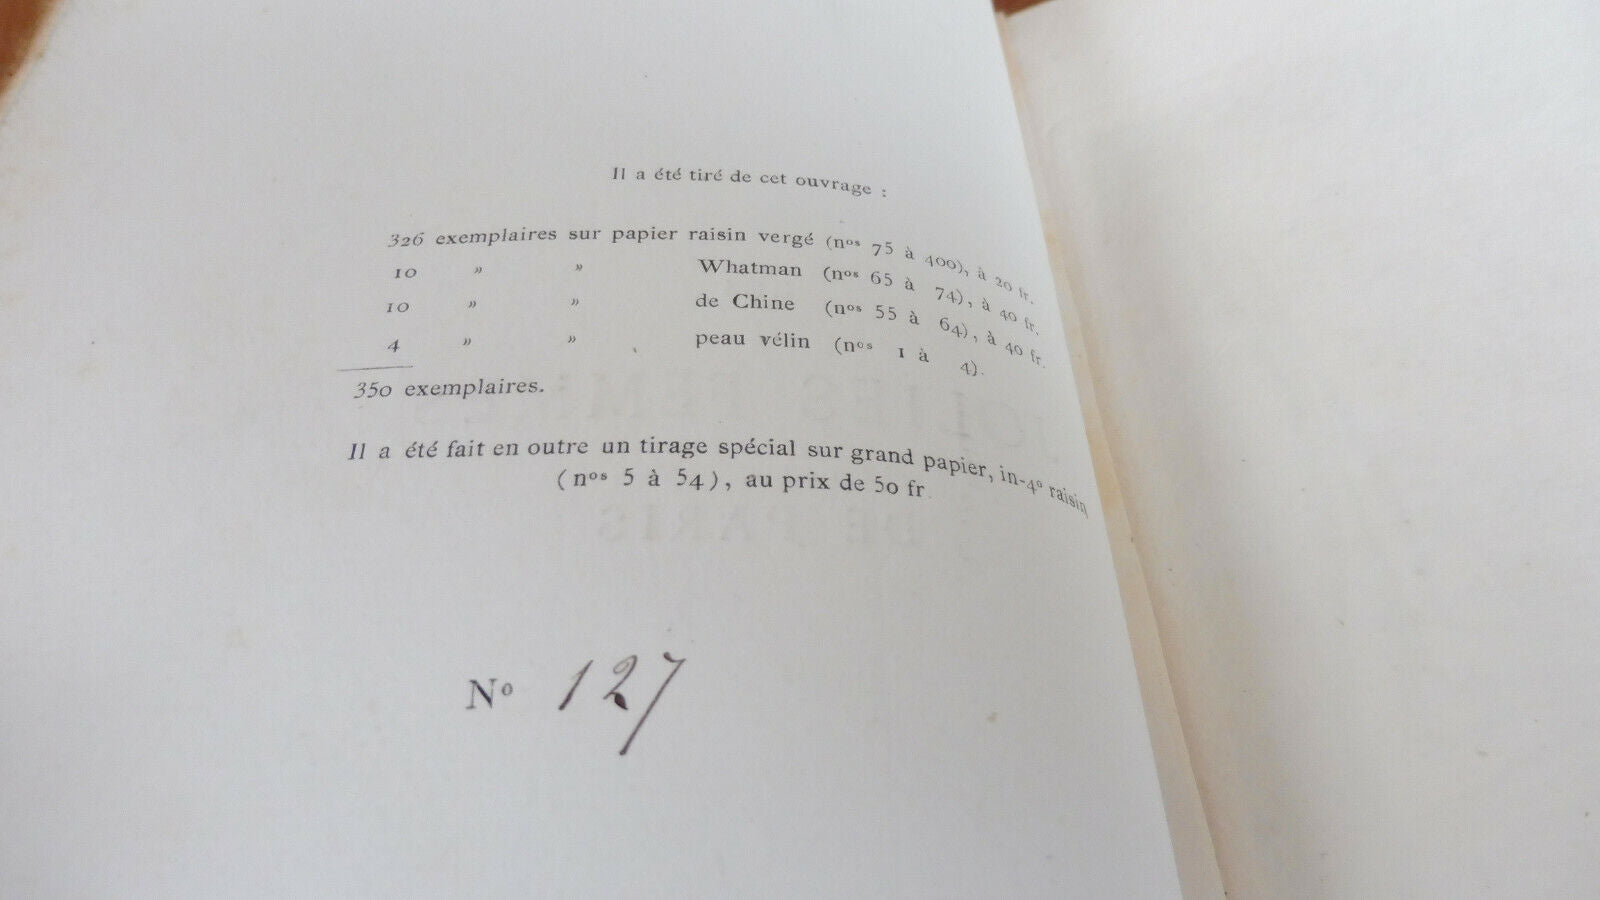 Il a été tiré de cet ouvrage :
326 exemplaires sur papier raisin vergé (nos 75 à 400), à 20 fr.
10 » » Whatman (nos 65 à 74), à 40 fr.
10 » » de Chine (nos 55 à 64), à 40 fr.
4 » » peau vélin (nos 1 à 4).
350 exemplaires.
Il a été fait en outre un tirage spécial sur grand papier, in-4º raisin
(nos 5 à 54), au prix de 50 fr.
Nº 127